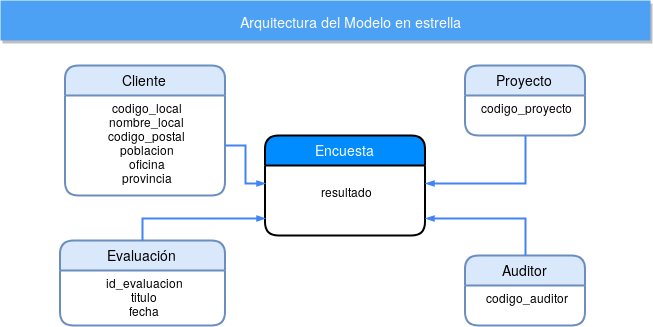 Arquitectura del Modelo en estrella
Cliente
codigo_local
nombre_local
codigo_postal
poblacion
oficina
provincia
Proyecto
codigo_proyecto
Encuesta
resultado
Evaluación
id_evaluacion
titulo
fecha
Auditor
codigo_auditor